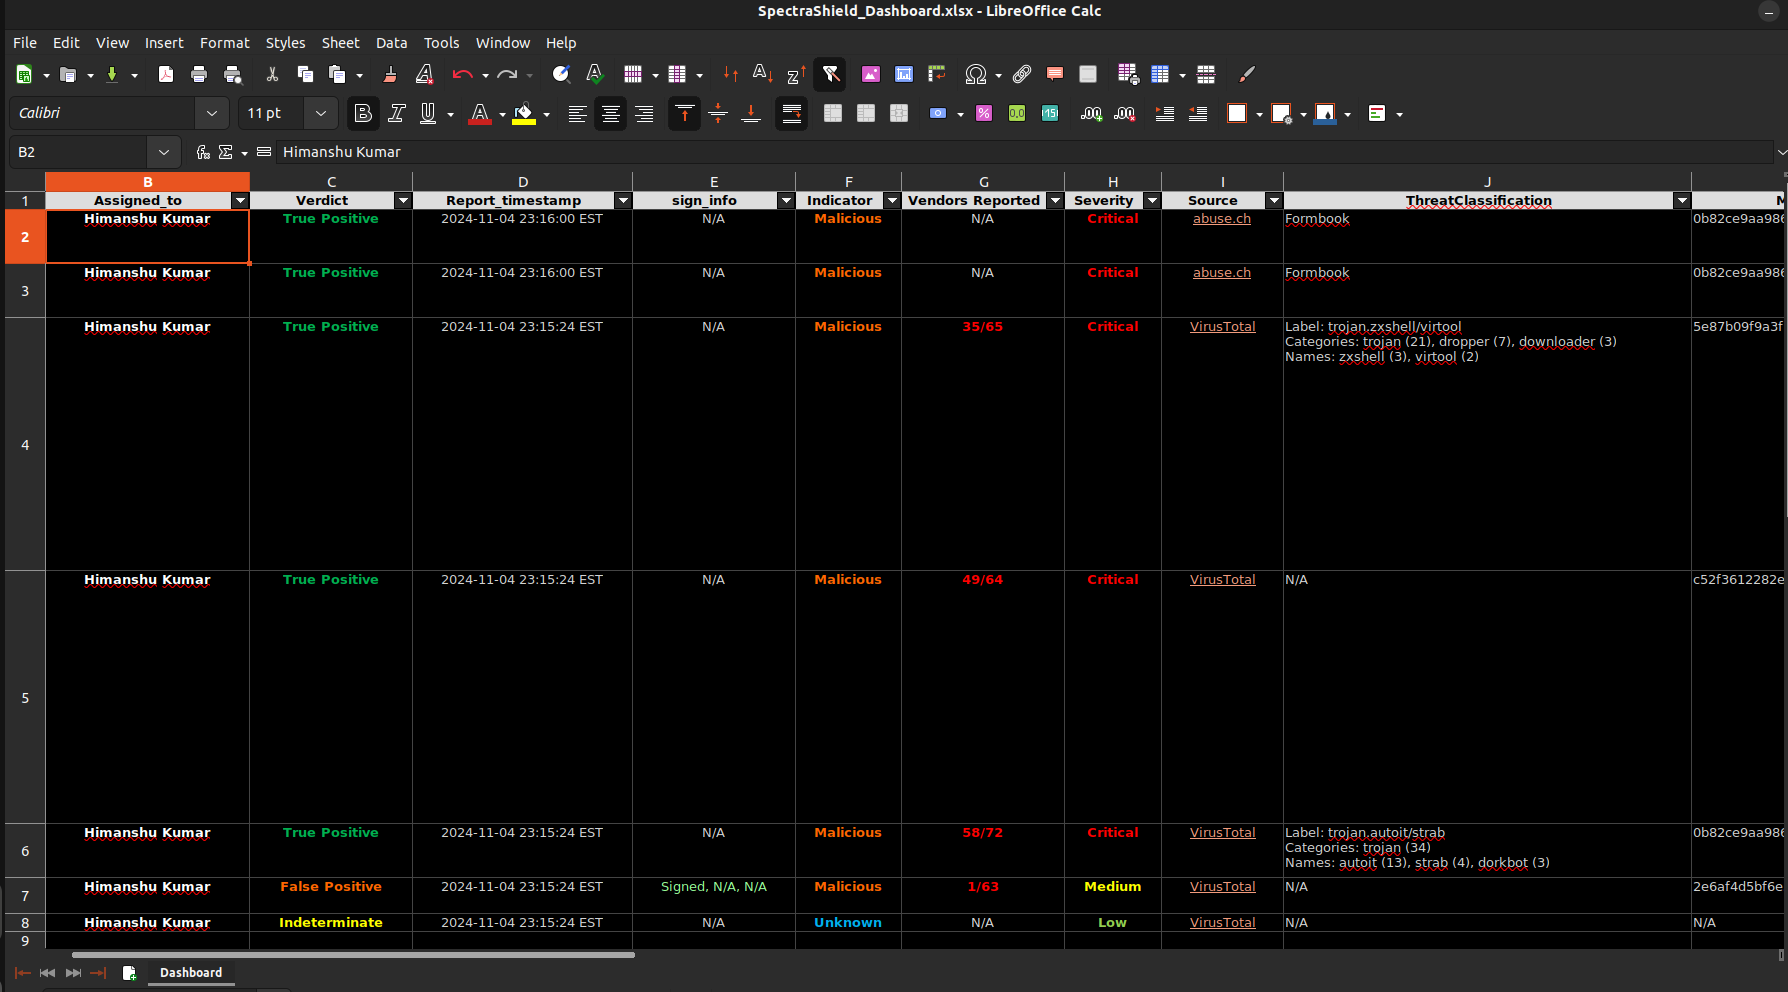 SpectraShield_Dashboard.xlsx - LibreOffice Calc
File Edit View Insert Format Styles Sheet Data Tools Window Help
Calibri 11 pt
B2 Himanshu Kumar
B C D E F G H I J
1 Assigned_to Verdict Report_timestamp sign_info Indicator Vendors Reported Severity Source ThreatClassification
2 Himanshu Kumar True Positive 2024-11-04 23:16:00 EST N/A Malicious N/A Critical abuse.ch Formbook 0b82ce9aa986
3 Himanshu Kumar True Positive 2024-11-04 23:16:00 EST N/A Malicious N/A Critical abuse.ch Formbook 0b82ce9aa986
4 Himanshu Kumar True Positive 2024-11-04 23:15:24 EST N/A Malicious 35/65 Critical VirusTotal Label: trojan.zxshell/virtool 5e87b09f9a3f
Categories: trojan (21), dropper (7), downloader (3)
Names: zxshell (3), virtool (2)
5 Himanshu Kumar True Positive 2024-11-04 23:15:24 EST N/A Malicious 49/64 Critical VirusTotal N/A c52f3612282e
6 Himanshu Kumar True Positive 2024-11-04 23:15:24 EST N/A Malicious 58/72 Critical VirusTotal Label: trojan.autoit/strab 0b82ce9aa986
Categories: trojan (34)
Names: autoit (13), strab (4), dorkbot (3)
7 Himanshu Kumar False Positive 2024-11-04 23:15:24 EST Signed, N/A, N/A Malicious 1/63 Medium VirusTotal N/A 2e6af4d5bf6e
8 Himanshu Kumar Indeterminate 2024-11-04 23:15:24 EST N/A Unknown N/A Low VirusTotal N/A N/A
9
Dashboard